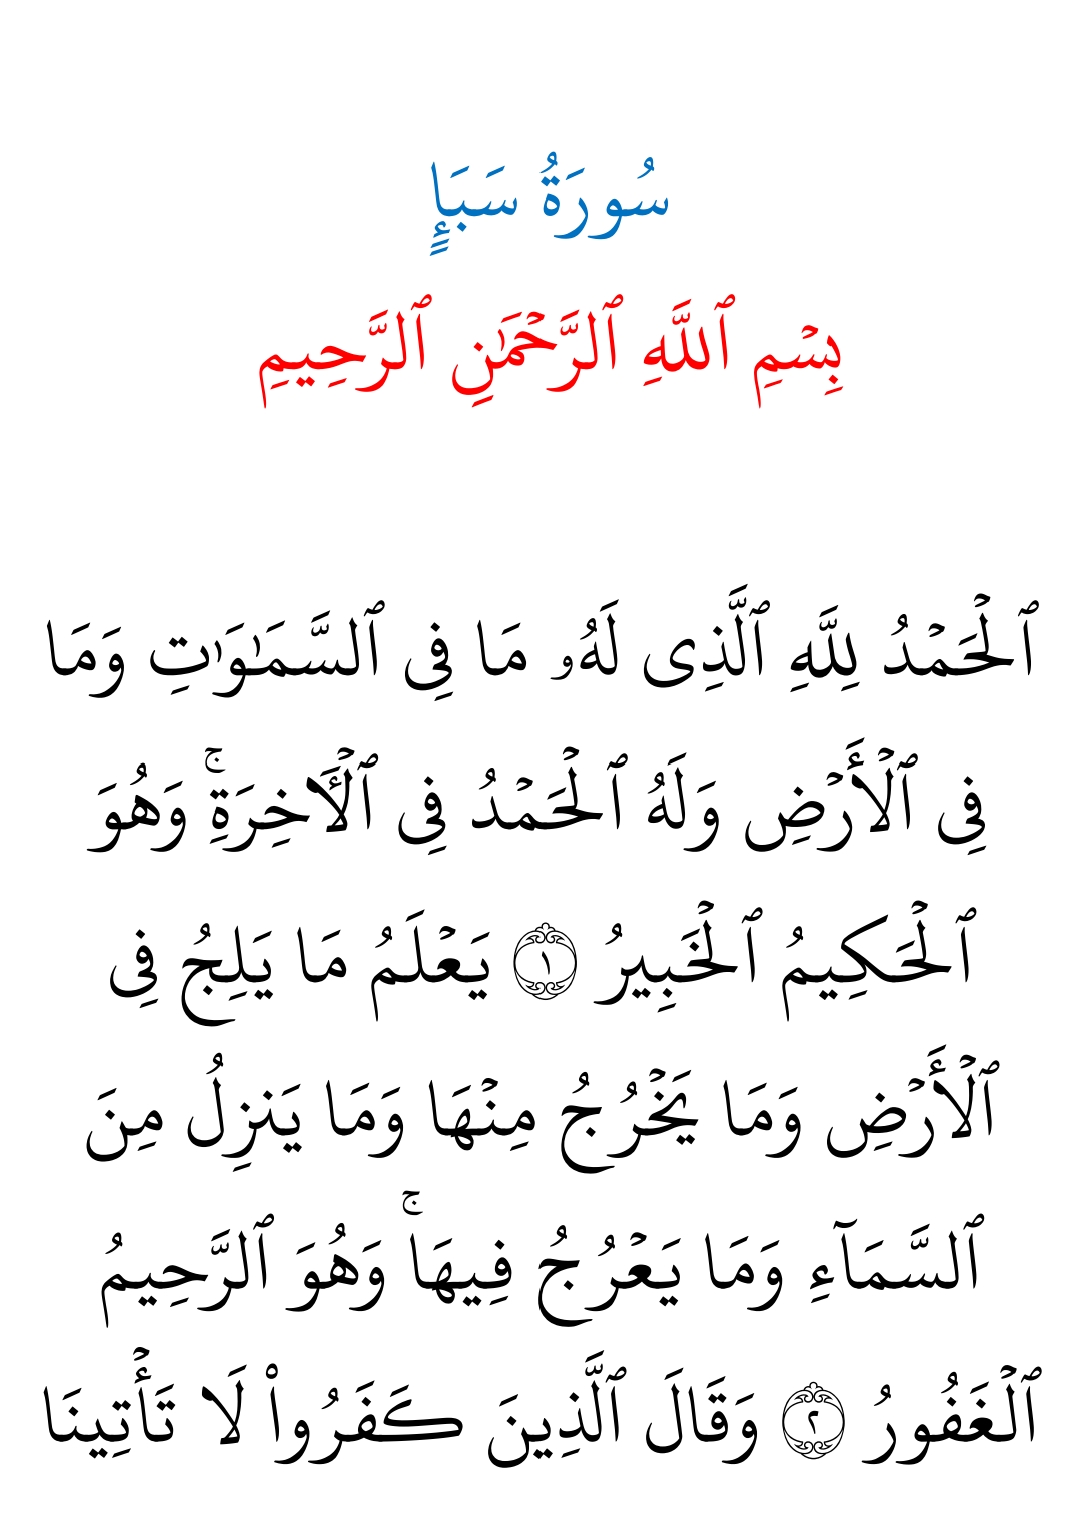 سُورَةُ سَبَإٍ
بِسۡمِ ٱللَّهِ ٱلرَّحۡمَٰنِ ٱلرَّحِيمِ
ٱلۡحَمۡدُ لِلَّهِ ٱلَّذِى لَهُۥ مَا فِى ٱلسَّمَٰوَٰتِ وَمَا
فِى ٱلۡأَرۡضِ وَلَهُ ٱلۡحَمۡدُ فِى ٱلۡأَخِرَةِۚ وَهُوَ
ٱلۡحَكِيمُ ٱلۡخَبِيرُ ۝١ يَعۡلَمُ مَا يَلِجُ فِى
ٱلۡأَرۡضِ وَمَا يَخۡرُجُ مِنۡهَا وَمَا يَنزِلُ مِنَ
ٱلسَّمَآءِ وَمَا يَعۡرُجُ فِيهَاۚ وَهُوَ ٱلرَّحِيمُ
ٱلۡغَفُورُ ۝٢ وَقَالَ ٱلَّذِينَ كَفَرُواْ لَا تَأۡتِينَا